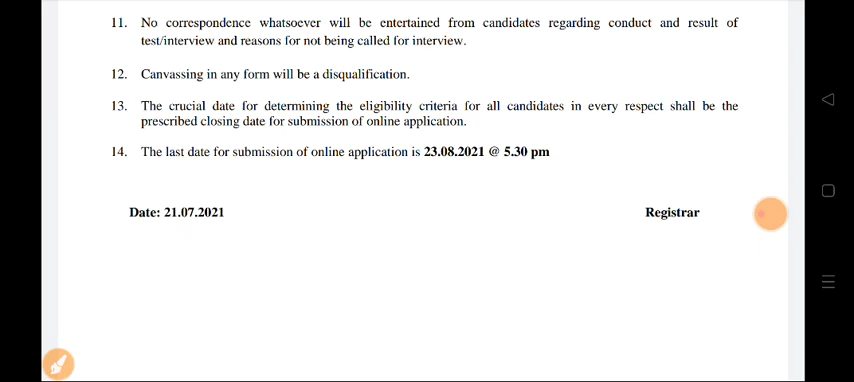 11. No correspondence whatsoever will be entertained from candidates regarding conduct and result of
test/interview and reasons for not being called for interview.
12. Canvassing in any form will be a disqualification.
13. The crucial date for determining the eligibility criteria for all candidates in every respect shall be the
prescribed closing date for submission of online application.
14. The last date for submission of online application is 23.08.2021 @ 5.30 pm
Date: 21.07.2021 Registrar